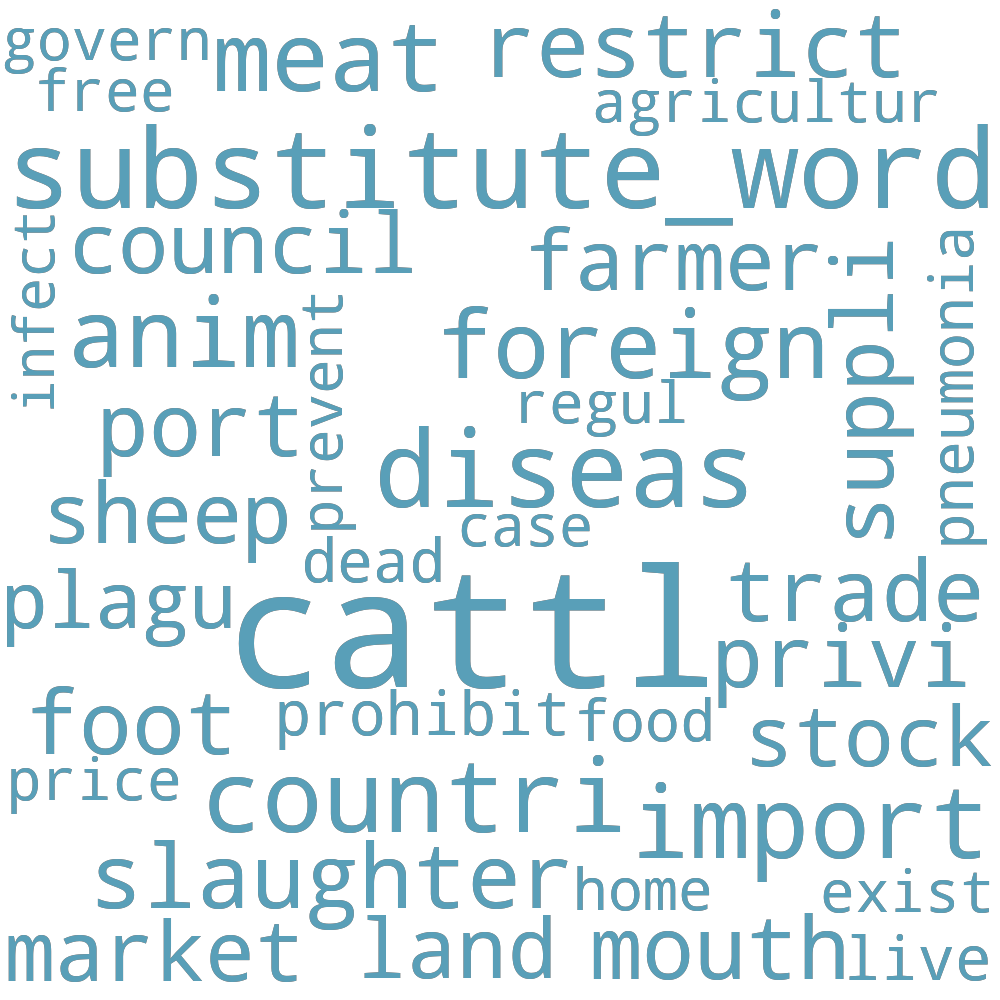 govern
meat
restrict
free
agricultur
substitute_word
council
farmer
infect
anim
prevent
foreign
suppli
pneumonia
port
regul
diseas
sheep
case
dead
plagu
cattl
trade
privi
foot
prohibit
food
stock
price
countri
import
slaughter
home
exist
market
land
mouth
live